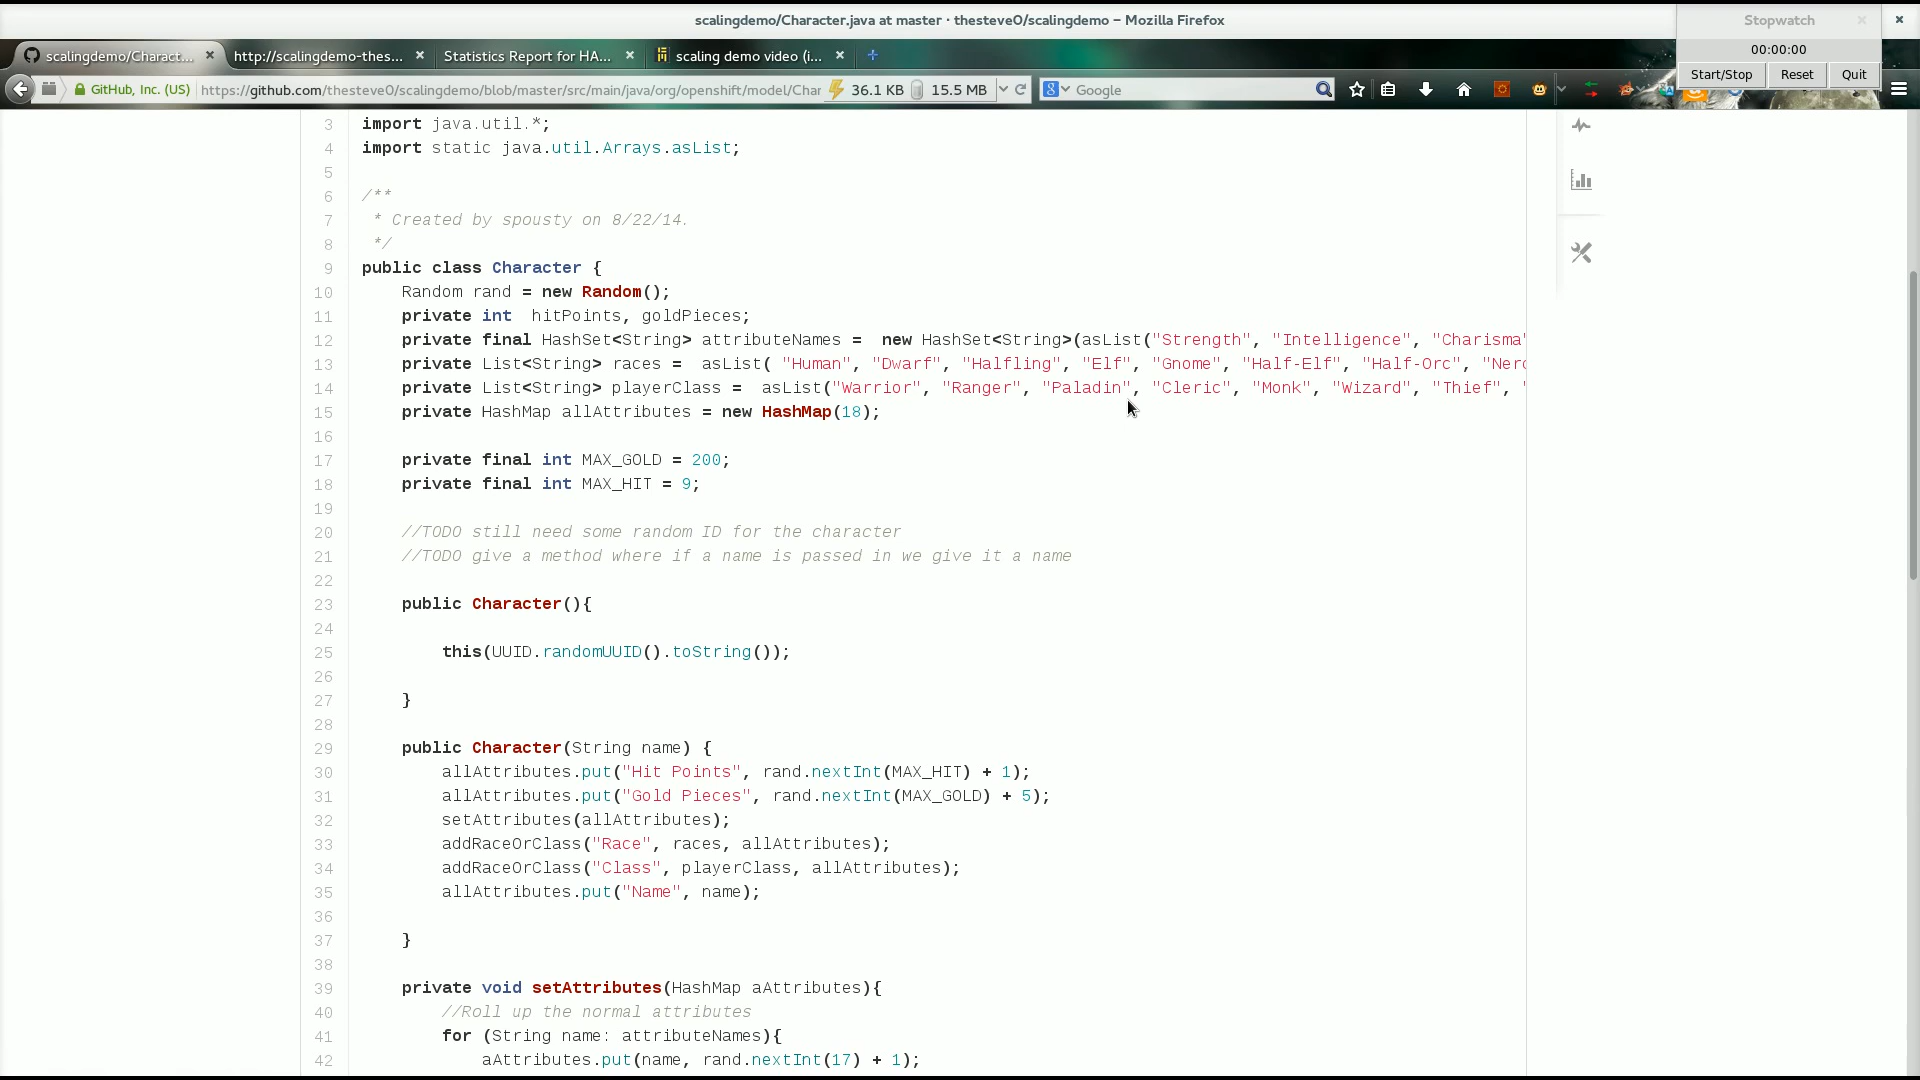 scalingdemo/Character.java at master · thesteve0/scalingdemo – Mozilla Firefox
Stopwatch
00:00:00
Start/Stop Reset Quit
scalingdemo/Charact... http://scalingdemo-thes... Statistics Report for HA... scaling demo video (i...
GitHub, Inc. (US) https://github.com/thesteve0/scalingdemo/blob/master/src/main/java/org/openshift/model/Char 36.1 KB 15.5 MB Google
3 import java.util.*;
4 import static java.util.Arrays.asList;
5
6 /**
7 * Created by spousty on 8/22/14.
8 */
9 public class Character {
10 Random rand = new Random();
11 private int hitPoints, goldPieces;
12 private final HashSet<String> attributeNames = new HashSet<String>(asList("Strength", "Intelligence", "Charisma"
13 private List<String> races = asList( "Human", "Dwarf", "Halfling", "Elf", "Gnome", "Half-Elf", "Half-Orc", "Nerd
14 private List<String> playerClass = asList("Warrior", "Ranger", "Paladin", "Cleric", "Monk", "Wizard", "Thief", "
15 private HashMap allAttributes = new HashMap(18);
16
17 private final int MAX_GOLD = 200;
18 private final int MAX_HIT = 9;
19
20 //TODO still need some random ID for the character
21 //TODO give a method where if a name is passed in we give it a name
22
23 public Character(){
24
25 this(UUID.randomUUID().toString());
26
27 }
28
29 public Character(String name) {
30 allAttributes.put("Hit Points", rand.nextInt(MAX_HIT) + 1);
31 allAttributes.put("Gold Pieces", rand.nextInt(MAX_GOLD) + 5);
32 setAttributes(allAttributes);
33 addRaceOrClass("Race", races, allAttributes);
34 addRaceOrClass("Class", playerClass, allAttributes);
35 allAttributes.put("Name", name);
36
37 }
38
39 private void setAttributes(HashMap aAttributes){
40 //Roll up the normal attributes
41 for (String name: attributeNames){
42 aAttributes.put(name, rand.nextInt(17) + 1);